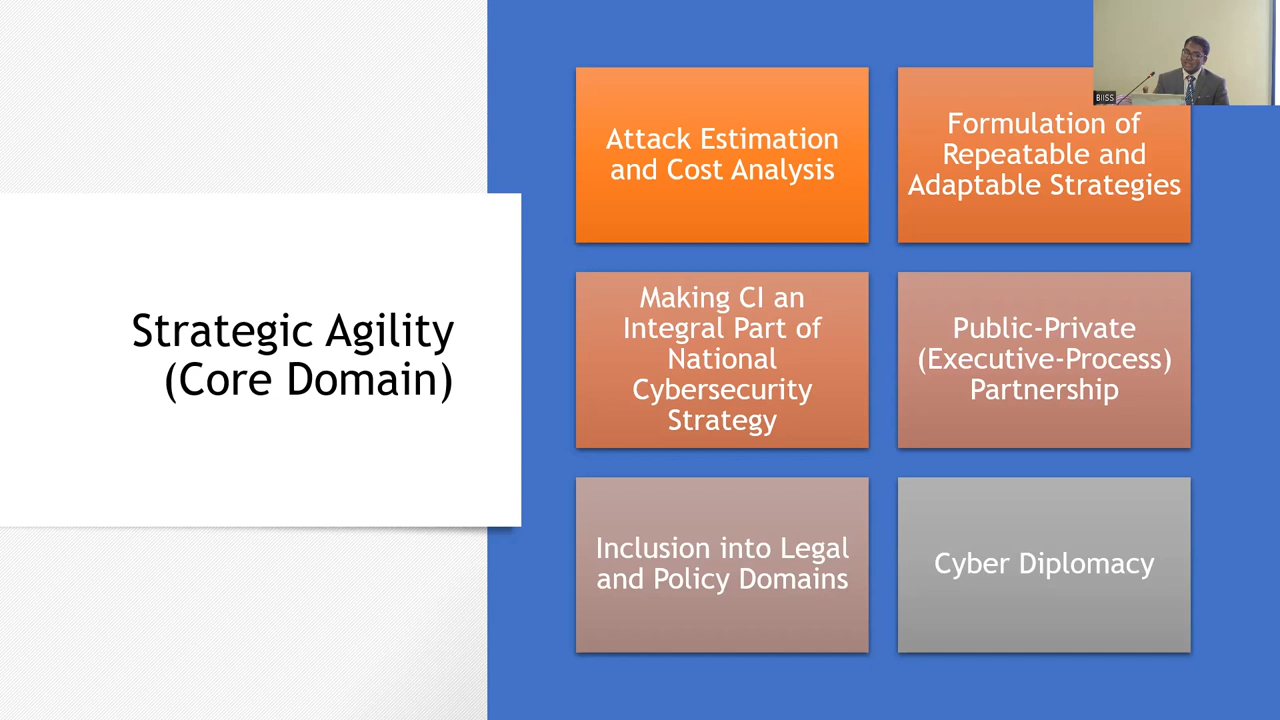 Strategic Agility
(Core Domain)
Attack Estimation
and Cost Analysis
Formulation of
Repeatable and
Adaptable Strategies
Making CI an
Integral Part of
National
Cybersecurity
Strategy
Public-Private
(Executive-Process)
Partnership
Inclusion into Legal
and Policy Domains
Cyber Diplomacy
BIISS